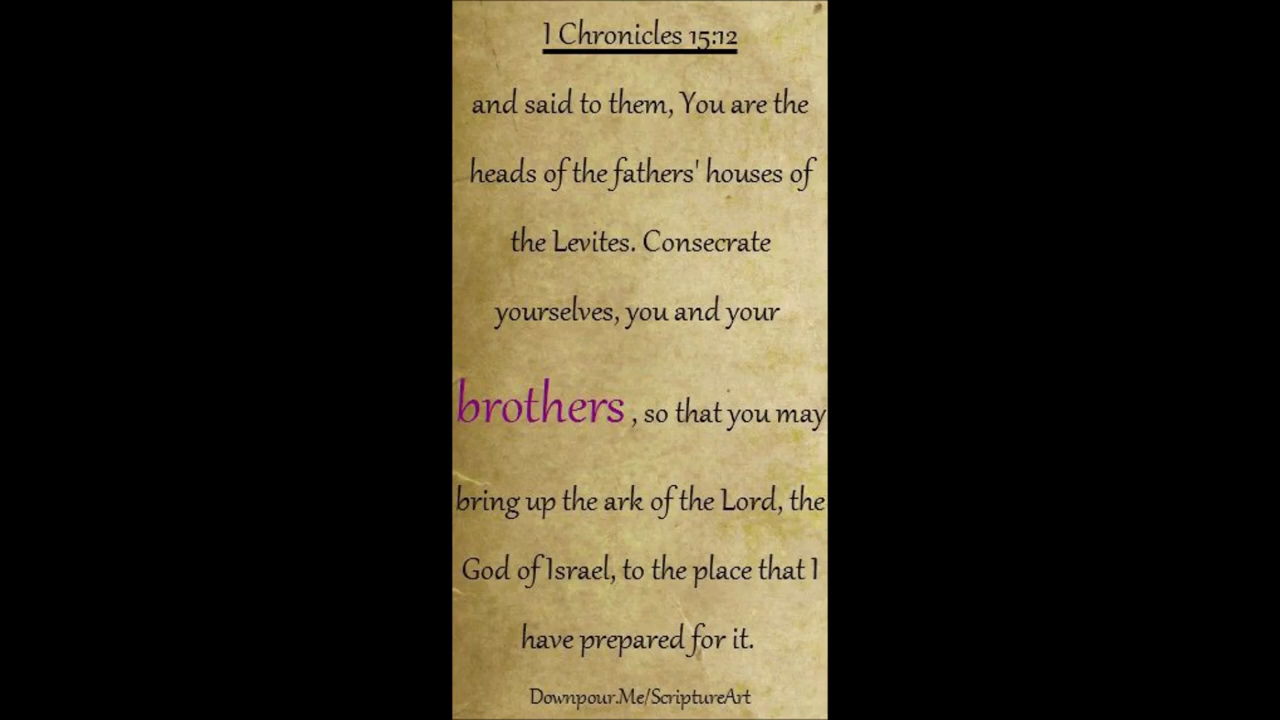 1 Chronicles 15:12
and said to them, You are the
heads of the fathers' houses of
the Levites. Consecrate
yourselves, you and your
brothers , so that you may
bring up the ark of the Lord, the
God of Israel, to the place that I
have prepared for it.
Downpour.Me/ScriptureArt